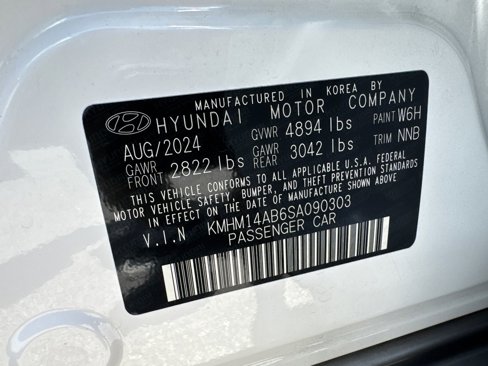 MANUFACTURED IN KOREA BY
HYUNDAI MOTOR COMPANY
AUG/2024 GVWR 4894 lbs PAINT W6H
GAWR FRONT 2822 lbs GAWR REAR 3042 lbs TRIM NNB
THIS VEHICLE CONFORMS TO ALL APPLICABLE U.S.A. FEDERAL
MOTOR VEHICLE SAFETY, BUMPER, AND THEFT PREVENTION STANDARDS
IN EFFECT ON THE DATE OF MANUFACTURE SHOWN ABOVE.
V.I.N KMHM14AB6SA090303
PASSENGER CAR